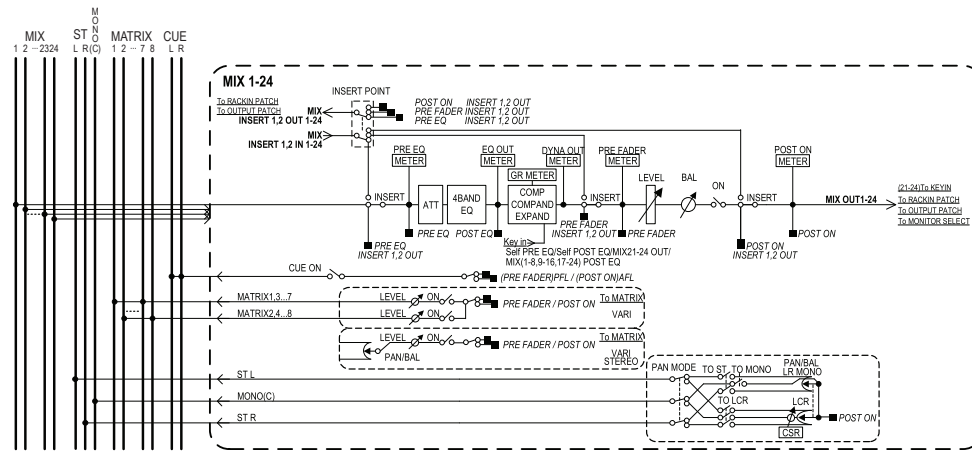 MIX ST MONO(C) MATRIX CUE
1 2 ··· 2324 L R (C) 1 2 ··· 7 8 L R
MIX 1-24
INSERT POINT
To RACKIN PATCH
To OUTPUT PATCH
MIX
INSERT 1,2 OUT 1-24
POST ON INSERT 1,2 OUT
PRE FADER INSERT 1,2 OUT
PRE EQ INSERT 1,2 OUT
MIX
INSERT 1,2 IN 1-24
PRE EQ
METER
EQ OUT
METER
DYNA OUT
METER
PRE FADER
METER
POST ON
METER
GR METER
LEVEL
BAL
ON
INSERT
ATT
4BAND
EQ
COMP
COMPAND
EXPAND
INSERT
INSERT
MIX OUT1-24
(21-24)To KEYIN
To RACKIN PATCH
To OUTPUT PATCH
To MONITOR SELECT
PRE EQ
INSERT 1,2 OUT
PRE EQ
POST EQ
PRE FADER
INSERT 1,2 OUT
PRE FADER
POST ON
INSERT 1,2 OUT
POST ON
Key in
Self PRE EQ/Self POST EQ/MIX21-24 OUT/
MIX(1-8,9-16,17-24) POST EQ
CUE ON
(PRE FADER)PFL / (POST ON)AFL
MATRIX1,3...7
LEVEL
ON
PRE FADER / POST ON
To MATRIX
MATRIX2,4...8
LEVEL
ON
VARI
LEVEL
ON
PRE FADER / POST ON
To MATRIX
PAN/BAL
VARI
STEREO
ST L
MONO(C)
ST R
PAN MODE
TO ST
TO MONO
PAN/BAL
LR MONO
TO LCR
LCR
CSR
POST ON